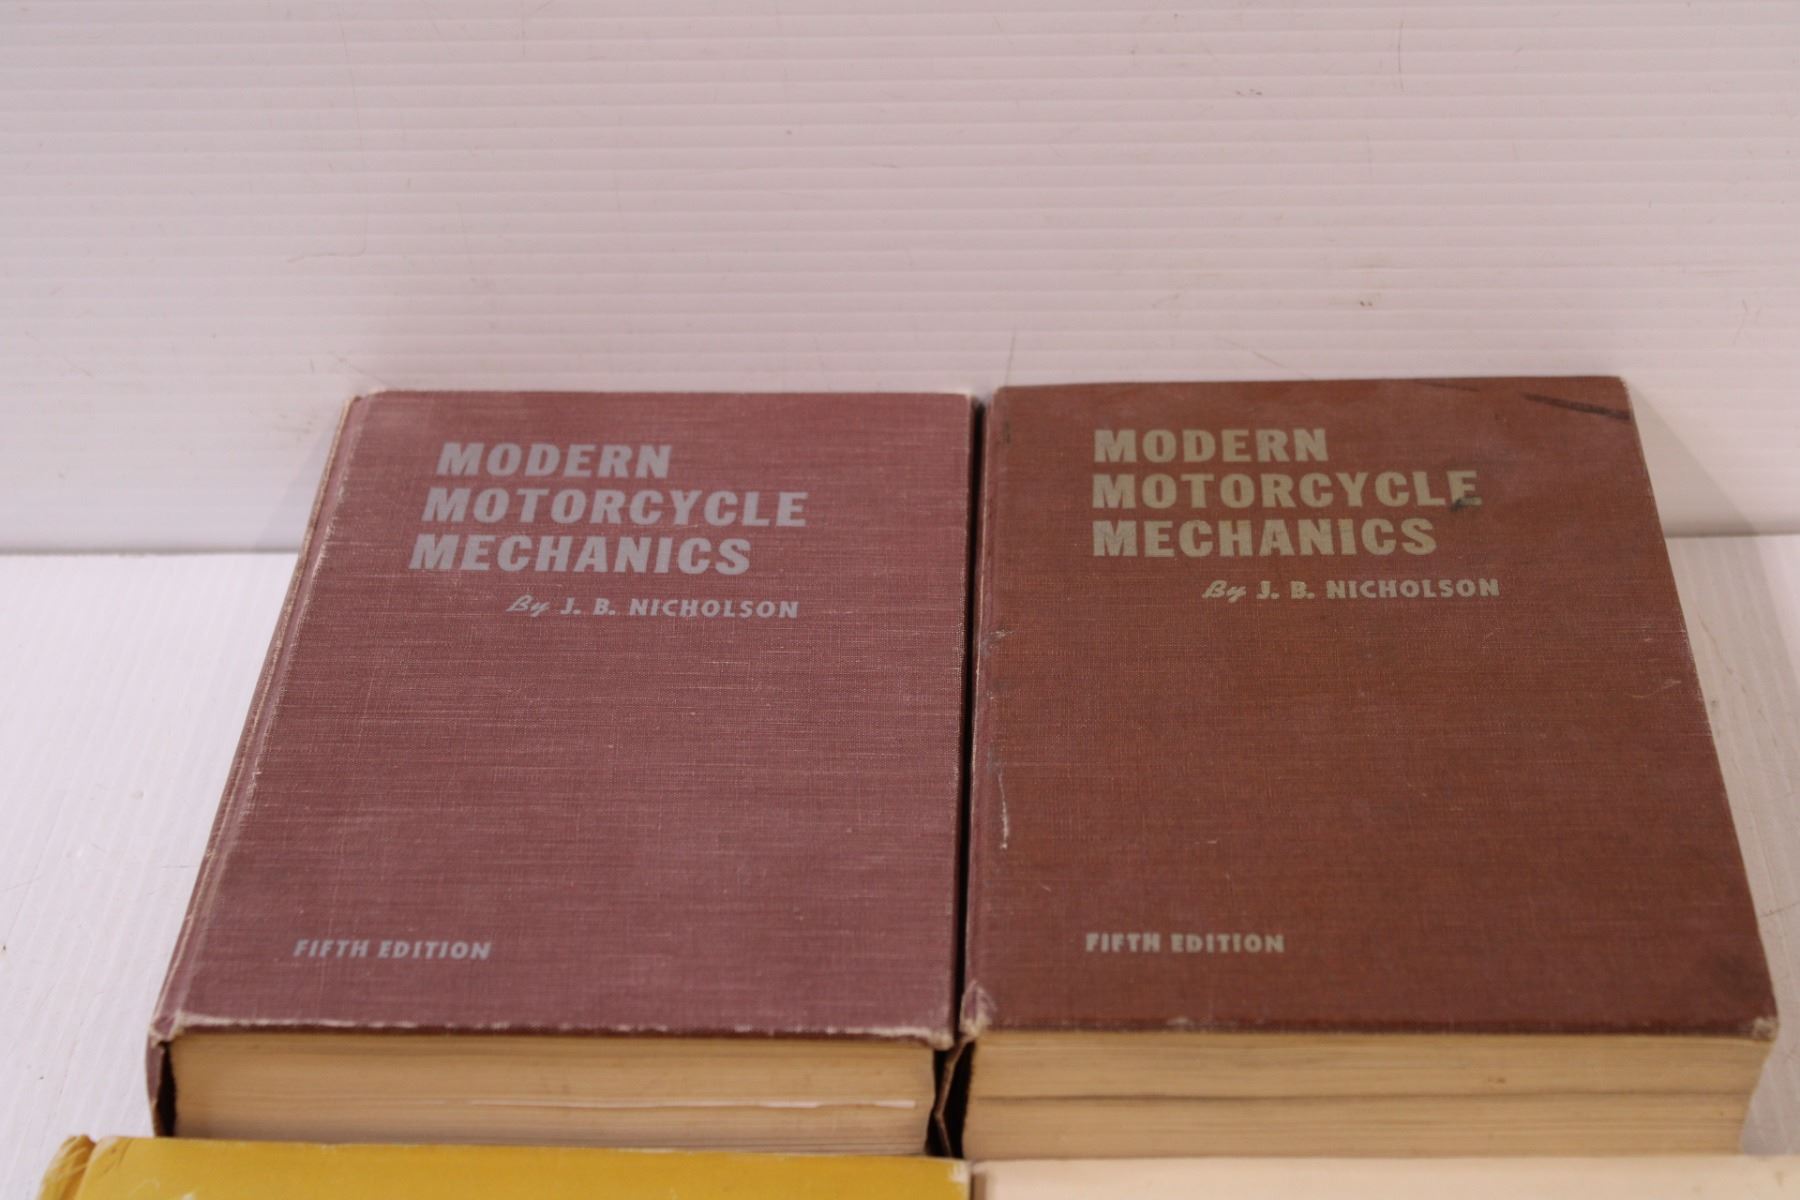 MODERN
MOTORCYCLE
MECHANICS
By J. B. NICHOLSON
FIFTH EDITION
MODERN
MOTORCYCLE
MECHANICS
By J. B. NICHOLSON
FIFTH EDITION